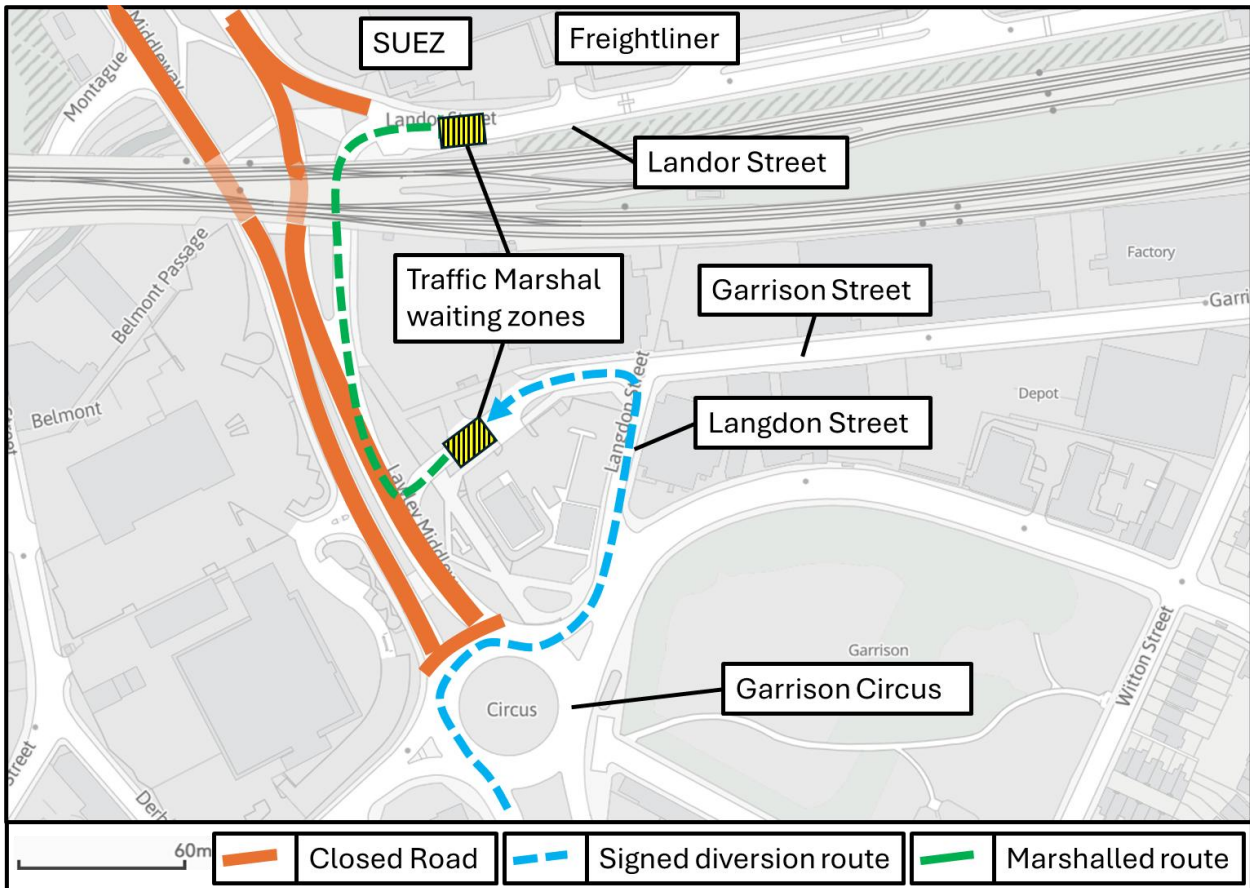 Middleway
SUEZ
Freightliner
Montague
Landor Street
Landor Street
Belmont Passage
Traffic Marshal
waiting zones
Garrison Street
Factory
Garri
Langdon Street
Langdon Street
Depot
Belmont
Lawley Middlew
Garrison
Witton Street
Garrison Circus
Circus
Street
Derb
60m
Closed Road
Signed diversion route
Marshalled route